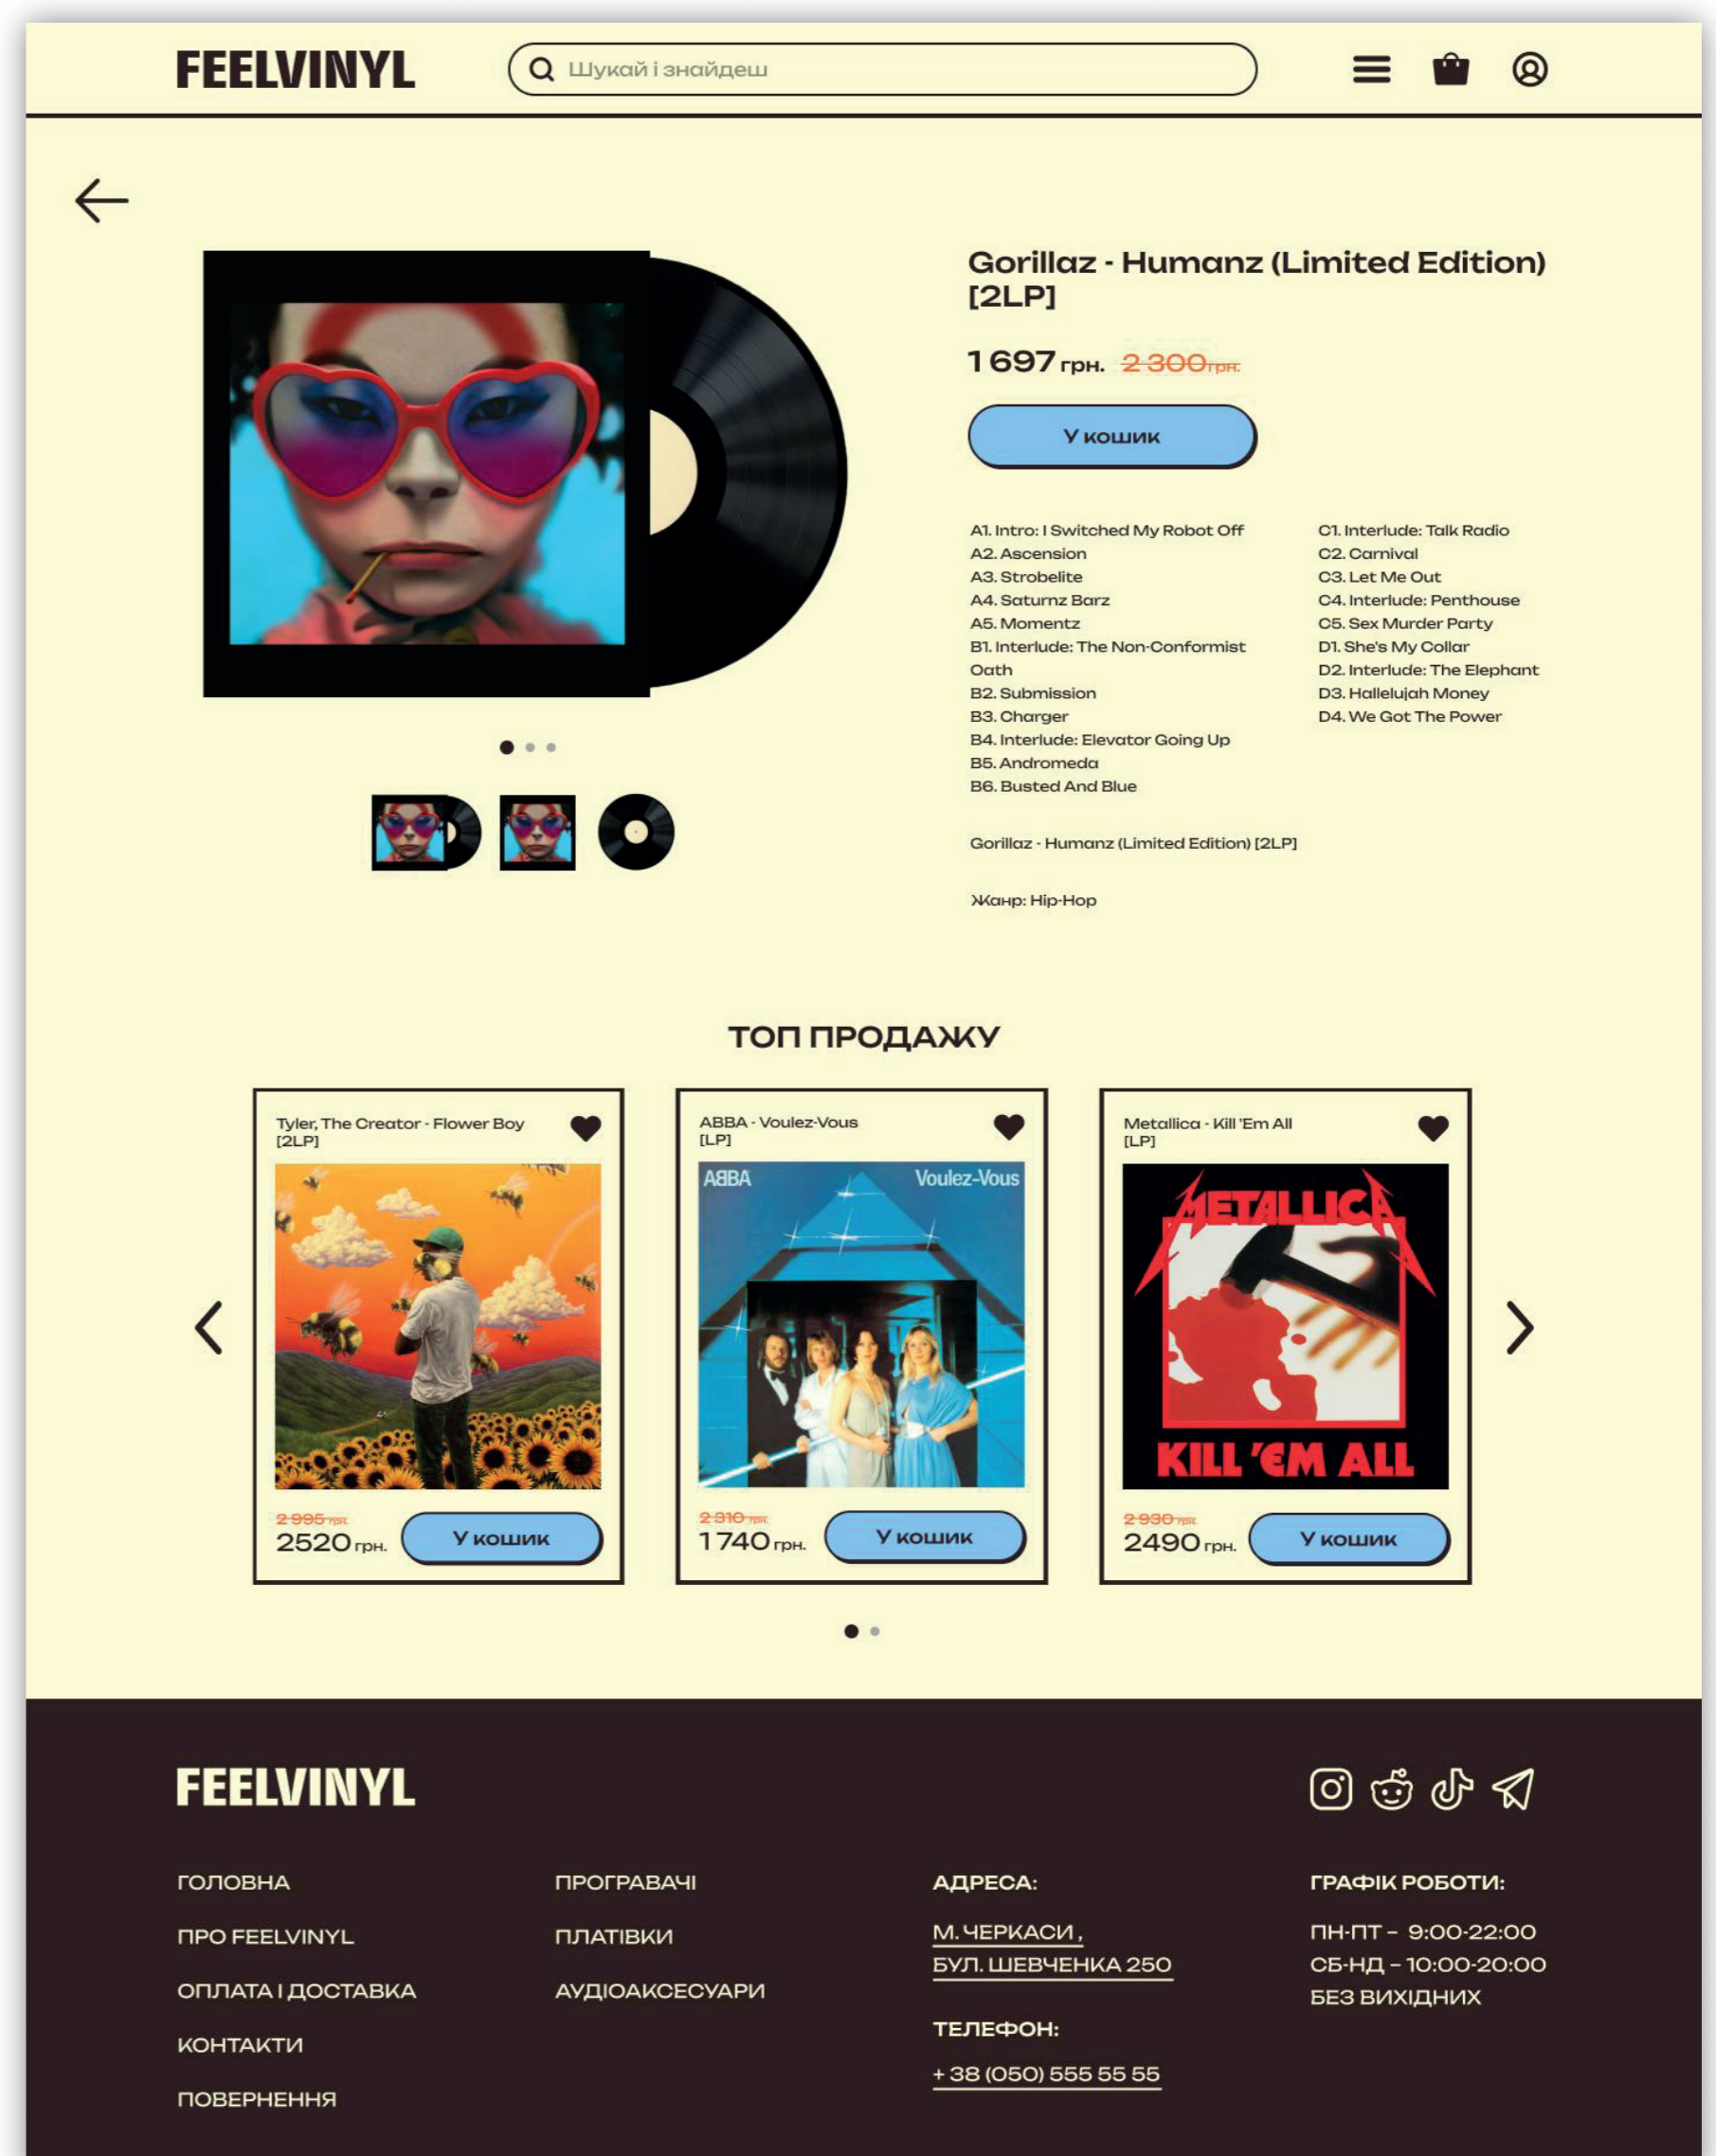 FEELVINYL
Шукай і знайдеш
Gorillaz - Humanz (Limited Edition)
[2LP]
1 697 грн. 2 300 грн.
У кошик
A1. Intro: I Switched My Robot Off
A2. Ascension
A3. Strobelite
A4. Saturnz Barz
A5. Momentz
B1. Interlude: The Non-Conformist
Oath
B2. Submission
B3. Charger
B4. Interlude: Elevator Going Up
B5. Andromeda
B6. Busted And Blue
C1. Interlude: Talk Radio
C2. Carnival
C3. Let Me Out
C4. Interlude: Penthouse
C5. Sex Murder Party
D1. She's My Collar
D2. Interlude: The Elephant
D3. Hallelujah Money
D4. We Got The Power
Gorillaz - Humanz (Limited Edition) [2LP]
Жанр: Hip-Hop
ТОП ПРОДАЖУ
Tyler, The Creator - Flower Boy
[2LP]
2 995 грн.
2520 грн.
У кошик
ABBA - Voulez-Vous
[LP]
ABBA Voulez-Vous
2 310 грн.
1 740 грн.
У кошик
Metallica - Kill 'Em All
[LP]
METALLICA
KILL 'EM ALL
2 930 грн.
2490 грн.
У кошик
FEELVINYL
ГОЛОВНА
ПРО FEELVINYL
ОПЛАТА І ДОСТАВКА
КОНТАКТИ
ПОВЕРНЕННЯ
ПРОГРАВАЧІ
ПЛАТІВКИ
АУДІОАКСЕСУАРИ
АДРЕСА:
М. ЧЕРКАСИ ,
БУЛ. ШЕВЧЕНКА 250
ТЕЛЕФОН:
+ 38 (050) 555 55 55
ГРАФІК РОБОТИ:
ПН-ПТ – 9:00-22:00
СБ-НД – 10:00-20:00
БЕЗ ВИХІДНИХ